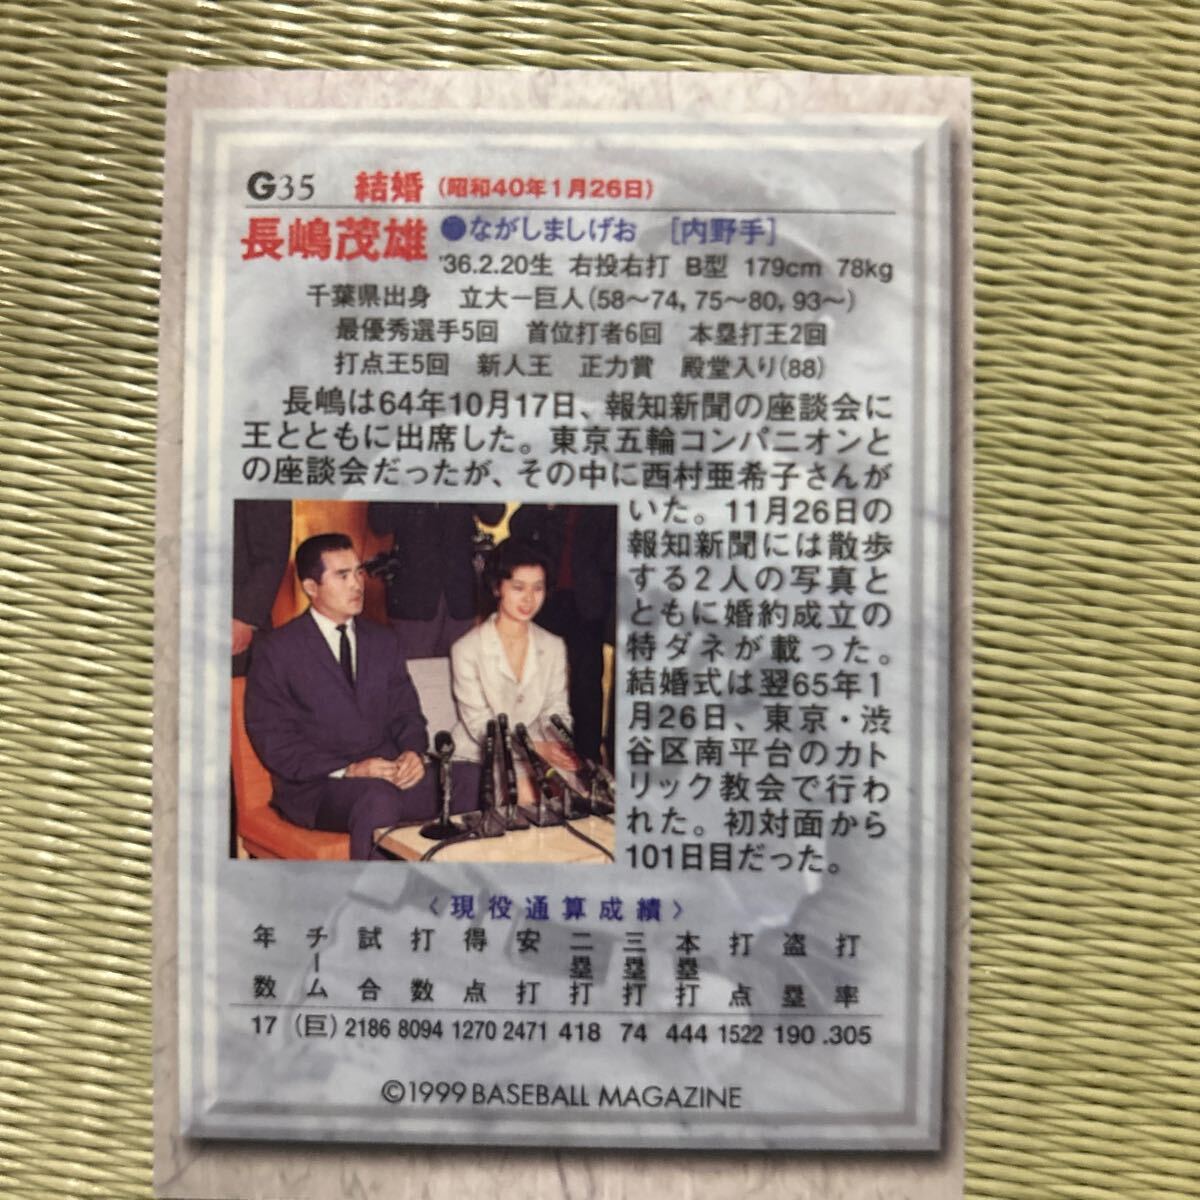 G35 結婚 (昭和40年1月26日)
長嶋茂雄 ●ながしましげお [内野手]
'36.2.20生 右投右打 B型 179cm 78kg
千葉県出身 立大ー巨人(58〜74, 75〜80, 93〜)
最優秀選手5回 首位打者6回 本塁打王2回
打点王5回 新人王 正力賞 殿堂入り(88)
長嶋は64年10月17日、報知新聞の座談会に
王とともに出席した。東京五輪コンパニオンと
の座談会だったが、その中に西村亜希子さんが
いた。11月26日の
報知新聞には散歩
する2人の写真と
ともに婚約成立の
特ダネが載った。
結婚式は翌65年1
月26日、東京・渋
谷区南平台のカト
リック教会で行わ
れた。初対面から
101日目だった。
〈現役通算成績〉
年数 チーム 試合 打数 得点 安打 二塁打 三塁打 本塁打 打点 盗塁 打率
17 (巨) 2186 8094 1270 2471 418 74 444 1522 190 .305
©1999 BASEBALL MAGAZINE